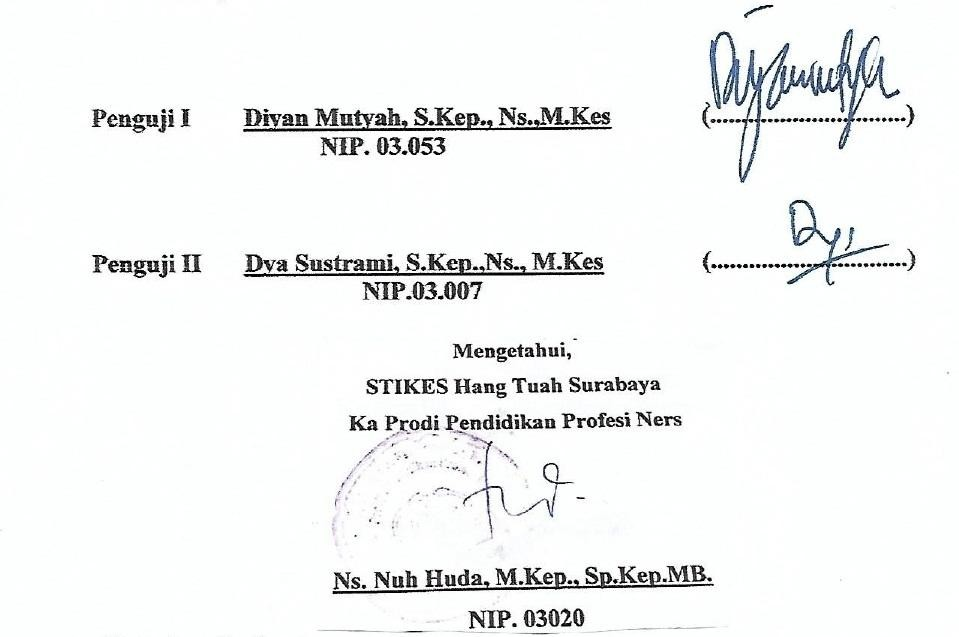 Penguji I Diyan Mutyah, S.Kep., Ns.,M.Kes (................................)
NIP. 03.053
Penguji II Dya Sustrami, S.Kep.,Ns., M.Kes (................................)
NIP.03.007
Mengetahui,
STIKES Hang Tuah Surabaya
Ka Prodi Pendidikan Profesi Ners
Ns. Nuh Huda, M.Kep., Sp.Kep.MB.
NIP. 03020